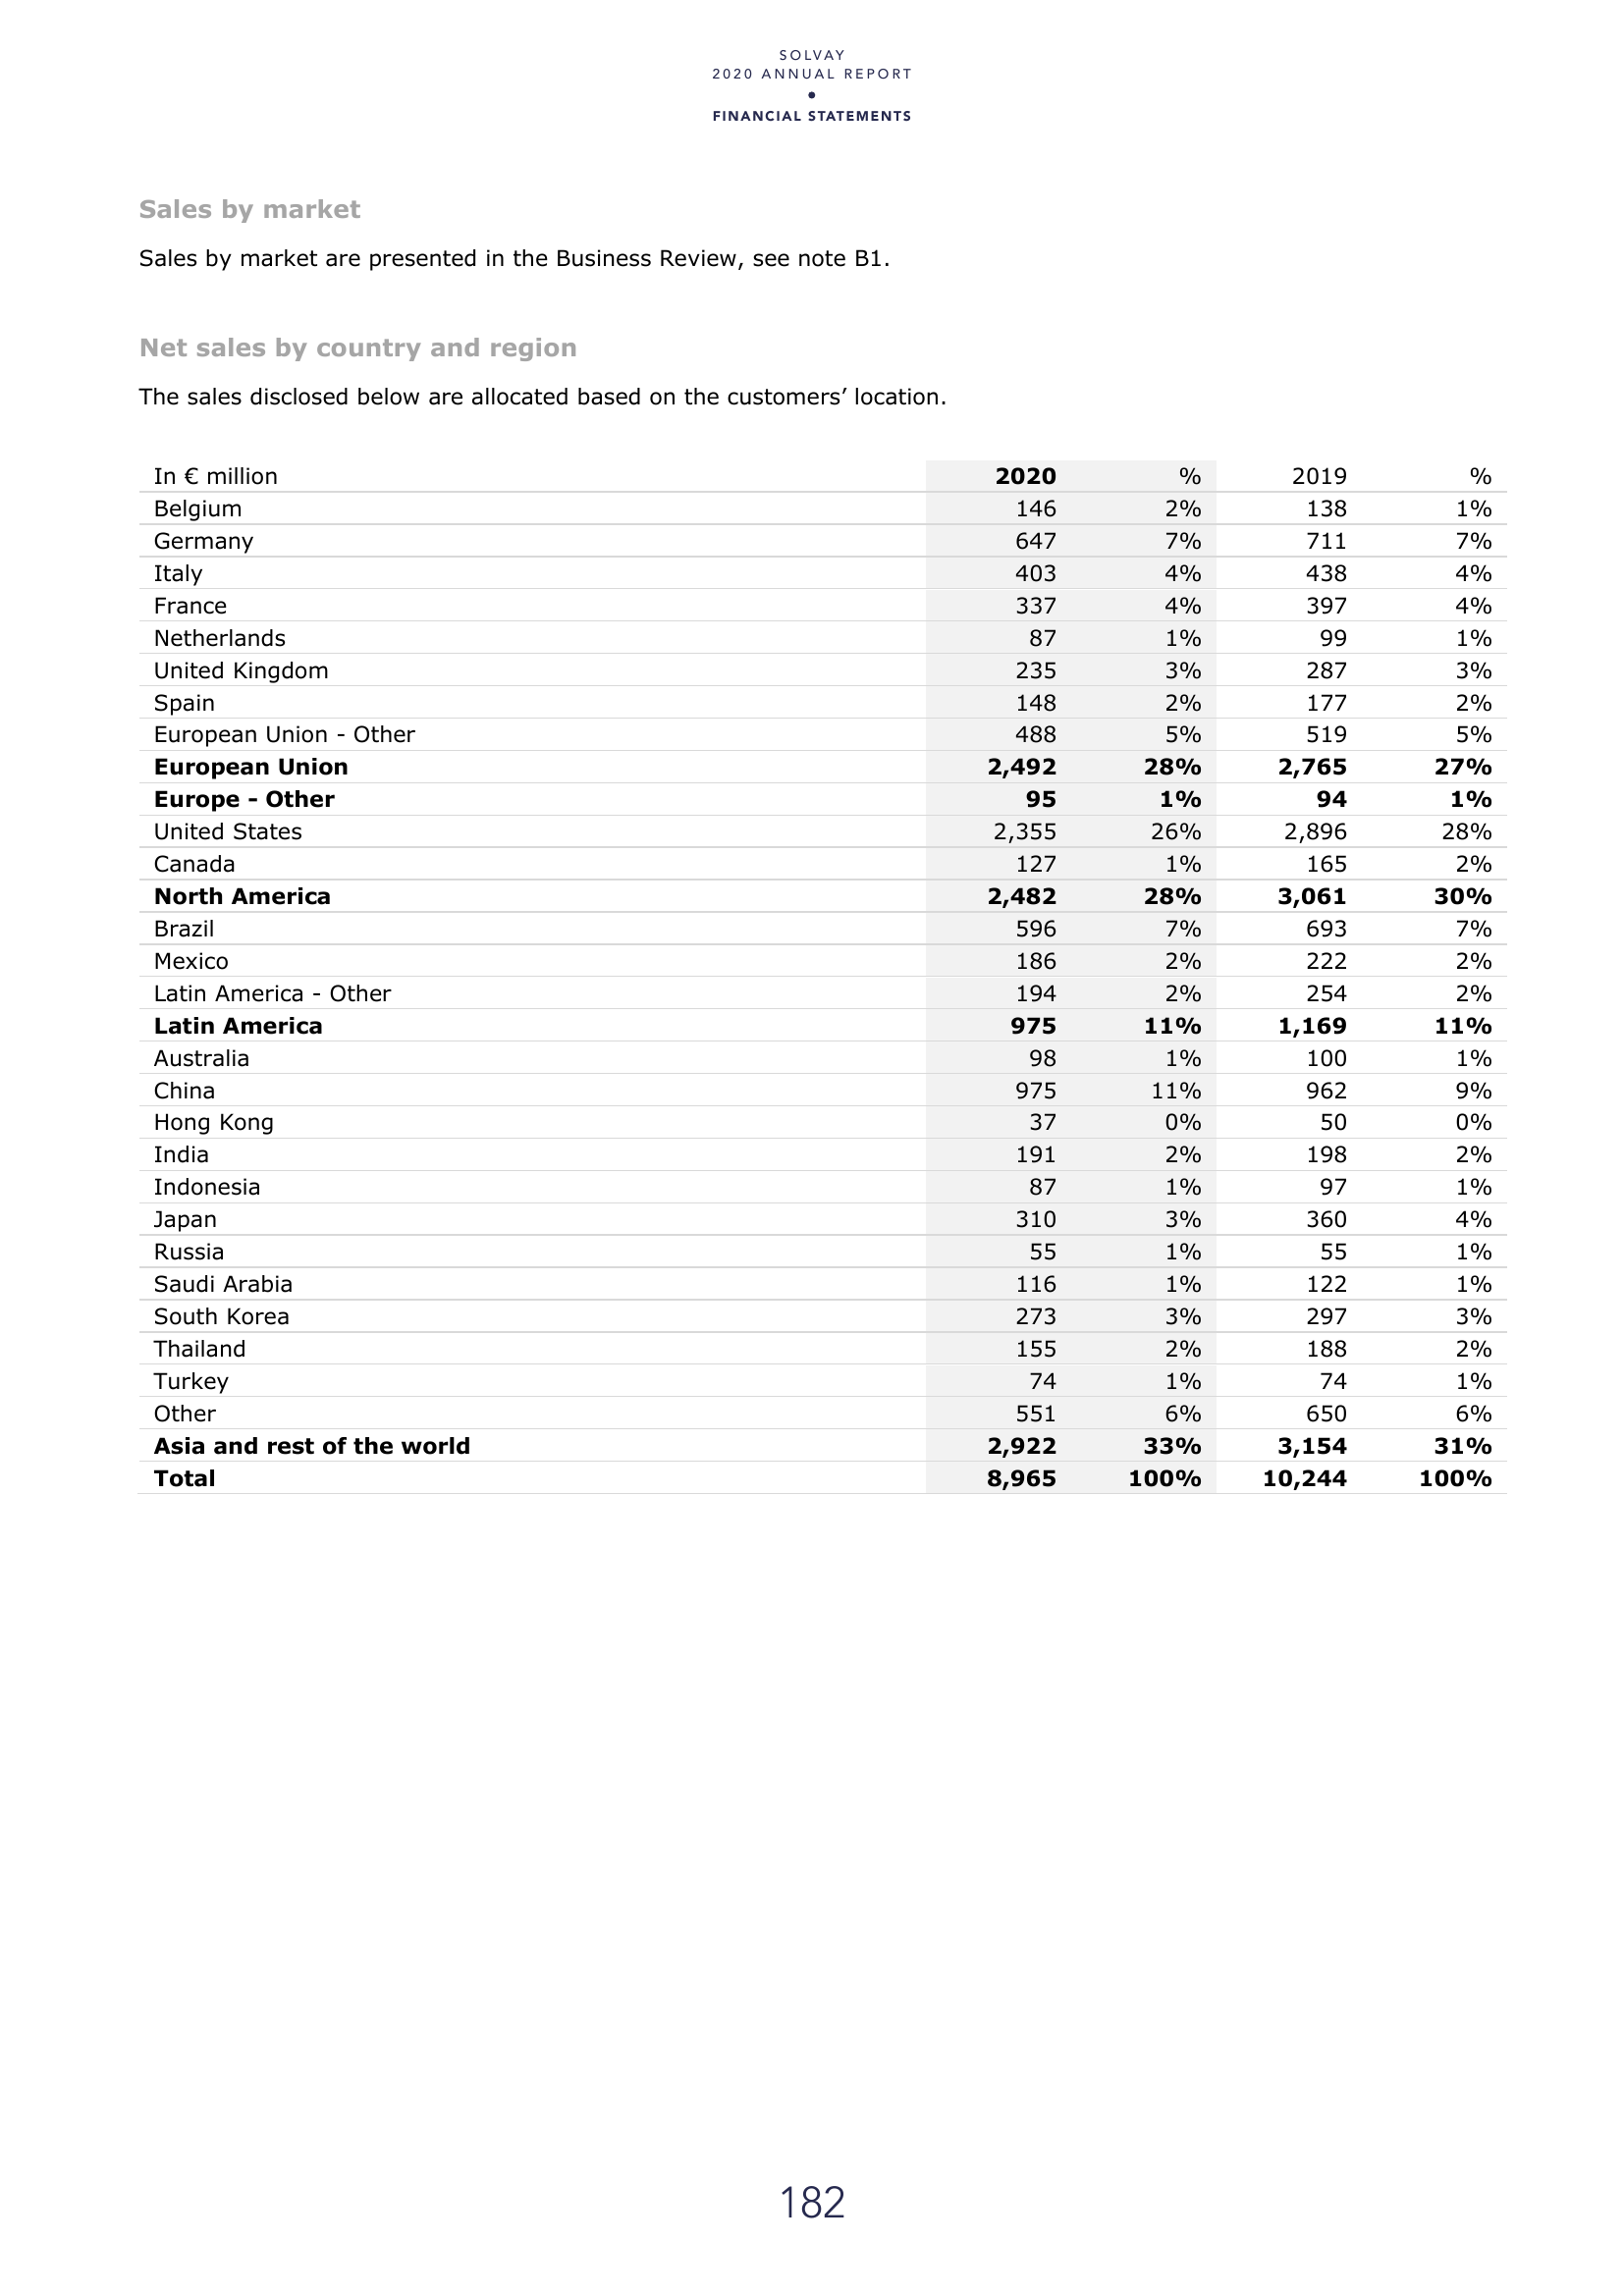 SOLVAY
2020 ANNUAL REPORT
•
FINANCIAL STATEMENTS
Sales by market
Sales by market are presented in the Business Review, see note B1.
Net sales by country and region
The sales disclosed below are allocated based on the customers’ location.
In € million 2020 % 2019 %
Belgium 146 2% 138 1%
Germany 647 7% 711 7%
Italy 403 4% 438 4%
France 337 4% 397 4%
Netherlands 87 1% 99 1%
United Kingdom 235 3% 287 3%
Spain 148 2% 177 2%
European Union - Other 488 5% 519 5%
European Union 2,492 28% 2,765 27%
Europe - Other 95 1% 94 1%
United States 2,355 26% 2,896 28%
Canada 127 1% 165 2%
North America 2,482 28% 3,061 30%
Brazil 596 7% 693 7%
Mexico 186 2% 222 2%
Latin America - Other 194 2% 254 2%
Latin America 975 11% 1,169 11%
Australia 98 1% 100 1%
China 975 11% 962 9%
Hong Kong 37 0% 50 0%
India 191 2% 198 2%
Indonesia 87 1% 97 1%
Japan 310 3% 360 4%
Russia 55 1% 55 1%
Saudi Arabia 116 1% 122 1%
South Korea 273 3% 297 3%
Thailand 155 2% 188 2%
Turkey 74 1% 74 1%
Other 551 6% 650 6%
Asia and rest of the world 2,922 33% 3,154 31%
Total 8,965 100% 10,244 100%
182